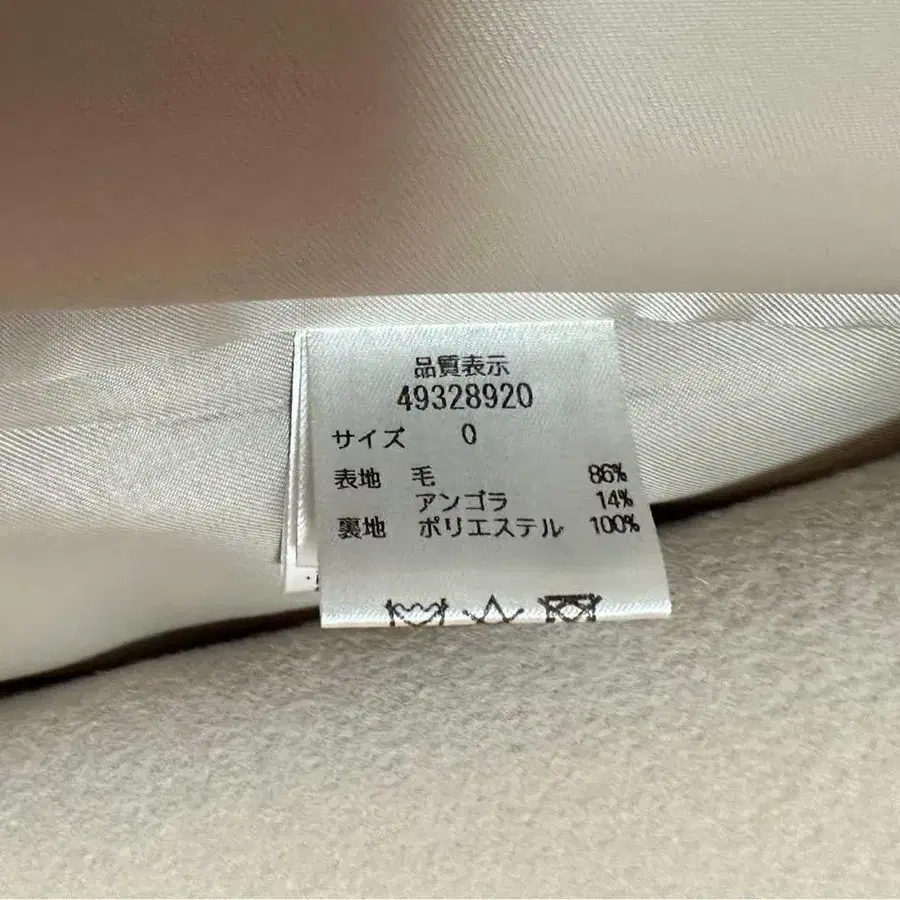 品質表示
49328920
サイズ 0
表地 毛 86%
アンゴラ 14%
裏地 ポリエステル 100%